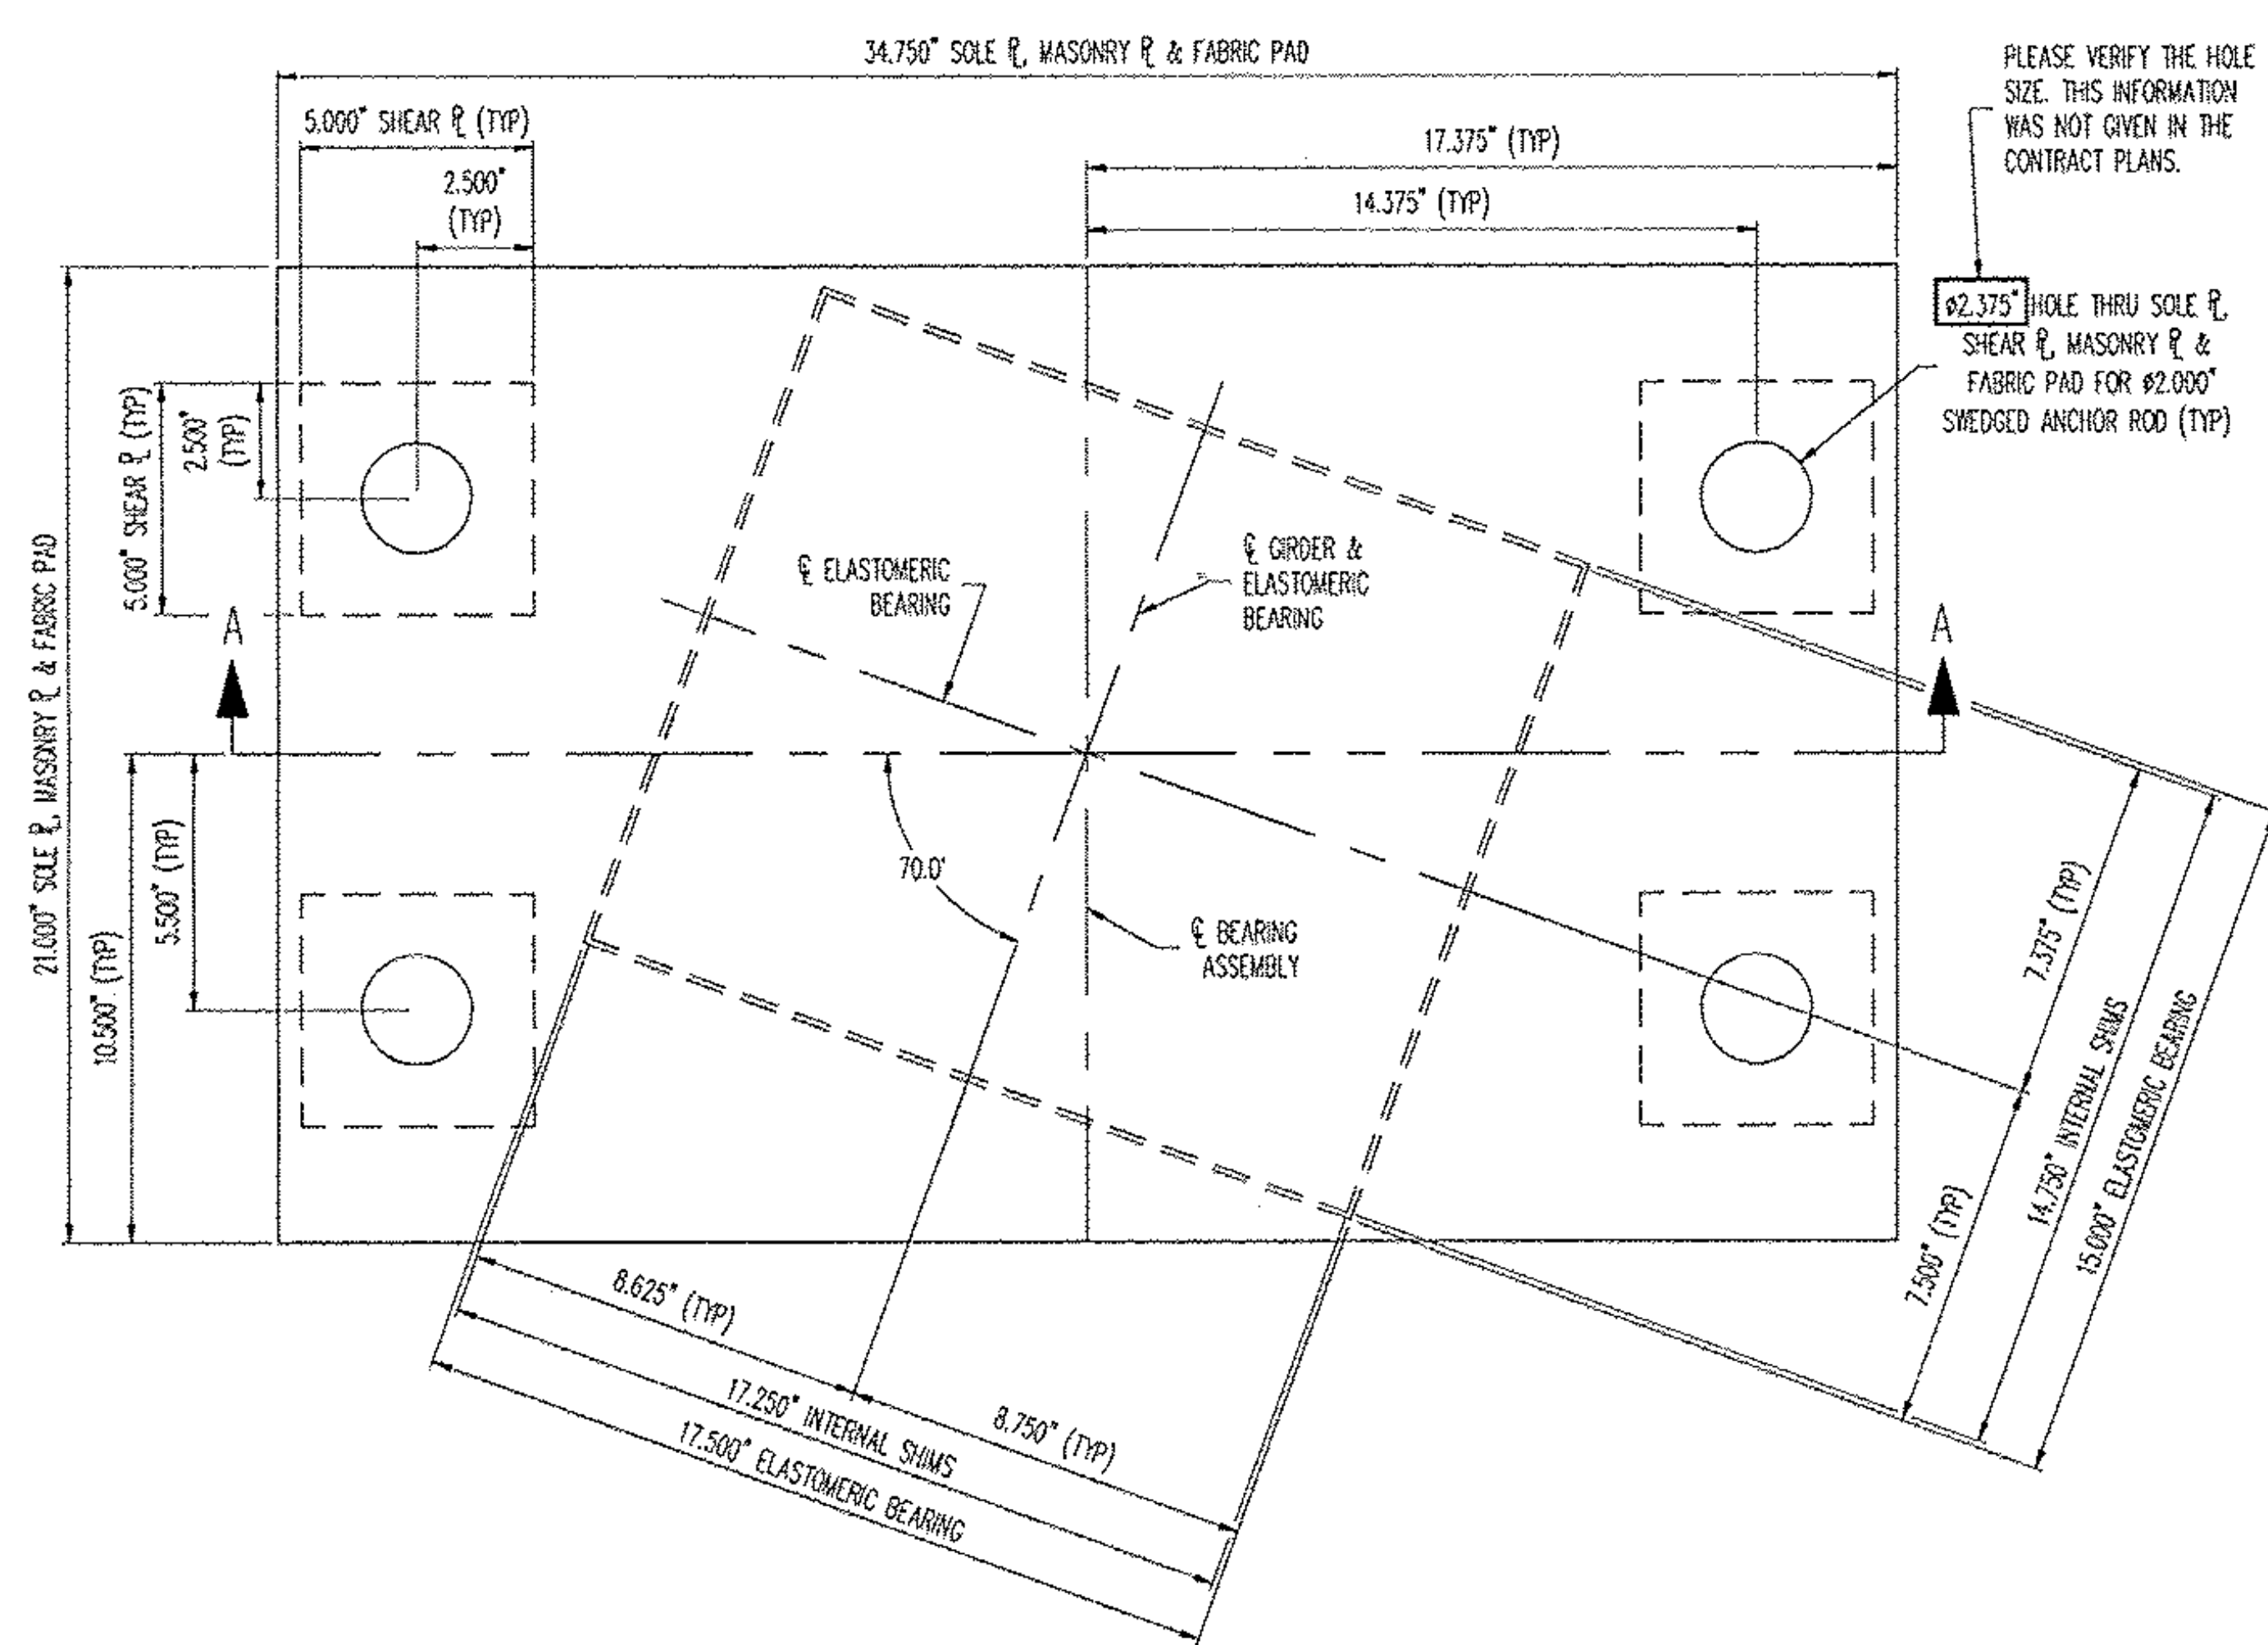 34.750" SOLE ℞, MASONRY ℞ & FABRIC PAD
PLEASE VERIFY THE HOLE
SIZE. THIS INFORMATION
WAS NOT GIVEN IN THE
CONTRACT PLANS.
5.000" SHEAR ℞ (TYP)
2.500"
(TYP)
17.375" (TYP)
14.375" (TYP)
ø2.375" HOLE THRU SOLE ℞,
SHEAR ℞, MASONRY ℞ &
FABRIC PAD FOR ø2.000"
SWEDGED ANCHOR ROD (TYP)
21.000" SOLE ℞, MASONRY ℞ & FABRIC PAD
5.000" SHEAR ℞ (TYP)
2.500"
(TYP)
℄ ELASTOMERIC
BEARING
℄ GIRDER &
ELASTOMERIC
BEARING
A
A
10.500" (TYP)
5.500" (TYP)
70.0°
℄ BEARING
ASSEMBLY
7.375" (TYP)
7.500" (TYP)
14.750" INTERNAL SHIMS
15.000" ELASTOMERIC BEARING
8.625" (TYP)
8.750" (TYP)
17.250" INTERNAL SHIMS
17.500" ELASTOMERIC BEARING